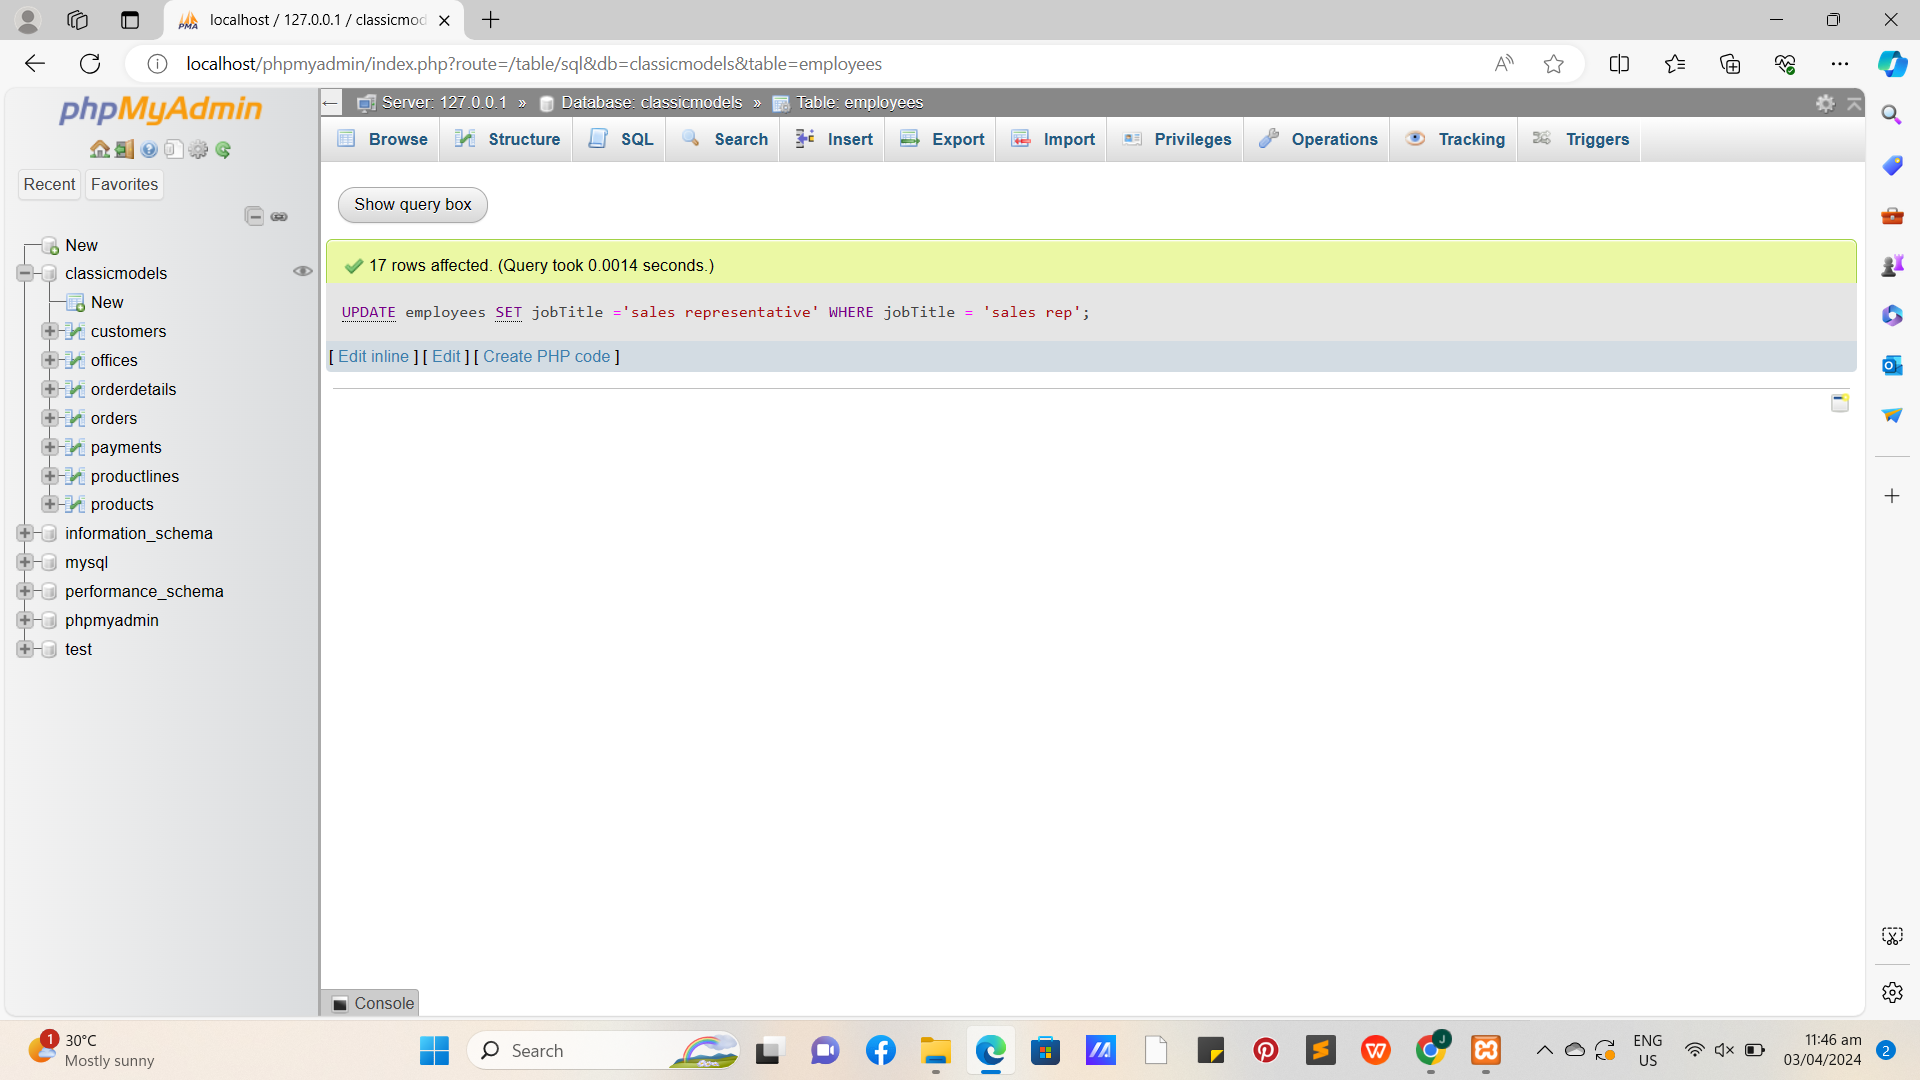 localhost / 127.0.0.1 / classicmod
localhost/phpmyadmin/index.php?route=/table/sql&db=classicmodels&table=employees
phpMyAdmin
Recent Favorites
New
classicmodels
New
customers
offices
orderdetails
orders
payments
productlines
products
information_schema
mysql
performance_schema
phpmyadmin
test
Server: 127.0.0.1 » Database: classicmodels » Table: employees
Browse Structure SQL Search Insert Export Import Privileges Operations Tracking Triggers
Show query box
17 rows affected. (Query took 0.0014 seconds.)
UPDATE employees SET jobTitle ='sales representative' WHERE jobTitle = 'sales rep';
[ Edit inline ] [ Edit ] [ Create PHP code ]
Console
1
30°C
Mostly sunny
Search
J
ENG
US
11:46 am
03/04/2024
2